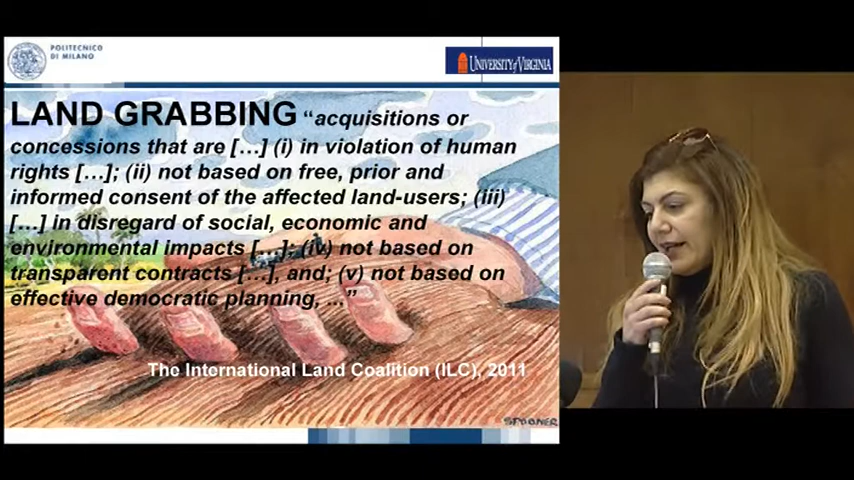 POLITECNICO
DI MILANO
UNIVERSITY of VIRGINIA
LAND GRABBING “acquisitions or
concessions that are […] (i) in violation of human
rights […]; (ii) not based on free, prior and
informed consent of the affected land-users; (iii)
[…] in disregard of social, economic and
environmental impacts […]; (iv) not based on
transparent contracts […], and; (v) not based on
effective democratic planning, ...”
The International Land Coalition (ILC), 2011
SPOONER